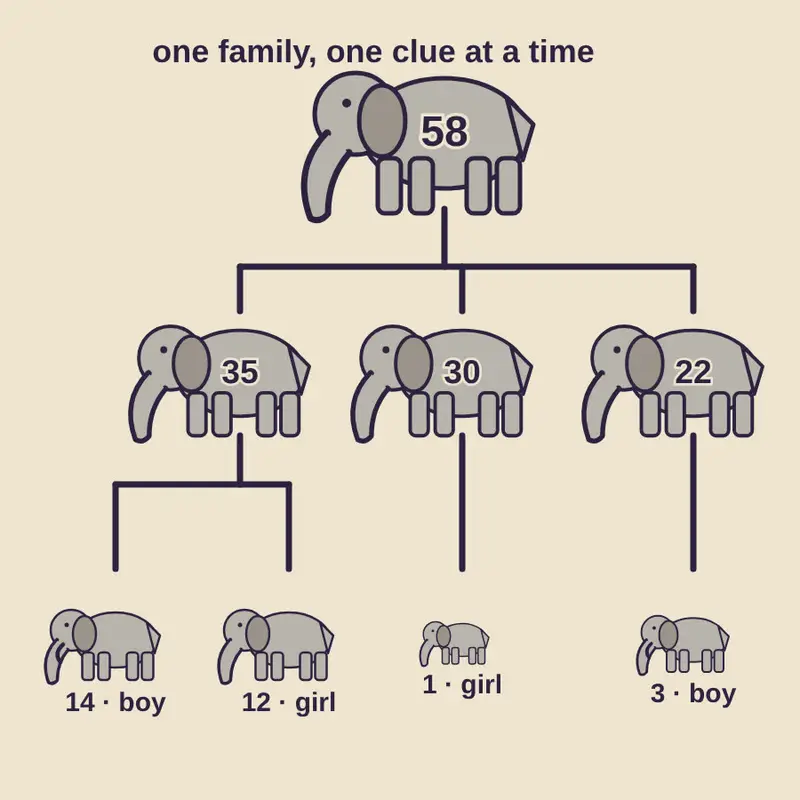 one family, one clue at a time
58
35
30
22
14 · boy
12 · girl
1 · girl
3 · boy